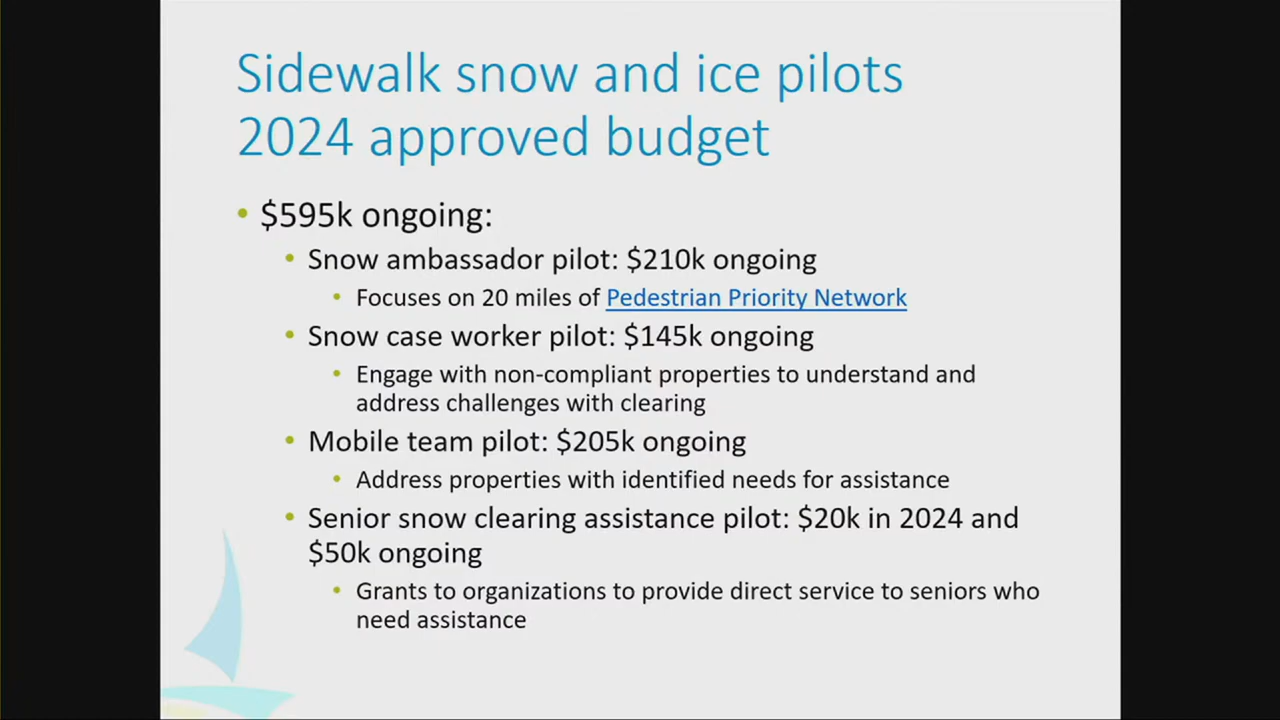 Sidewalk snow and ice pilots
2024 approved budget
• $595k ongoing:
• Snow ambassador pilot: $210k ongoing
• Focuses on 20 miles of Pedestrian Priority Network
• Snow case worker pilot: $145k ongoing
• Engage with non-compliant properties to understand and
address challenges with clearing
• Mobile team pilot: $205k ongoing
• Address properties with identified needs for assistance
• Senior snow clearing assistance pilot: $20k in 2024 and
$50k ongoing
• Grants to organizations to provide direct service to seniors who
need assistance